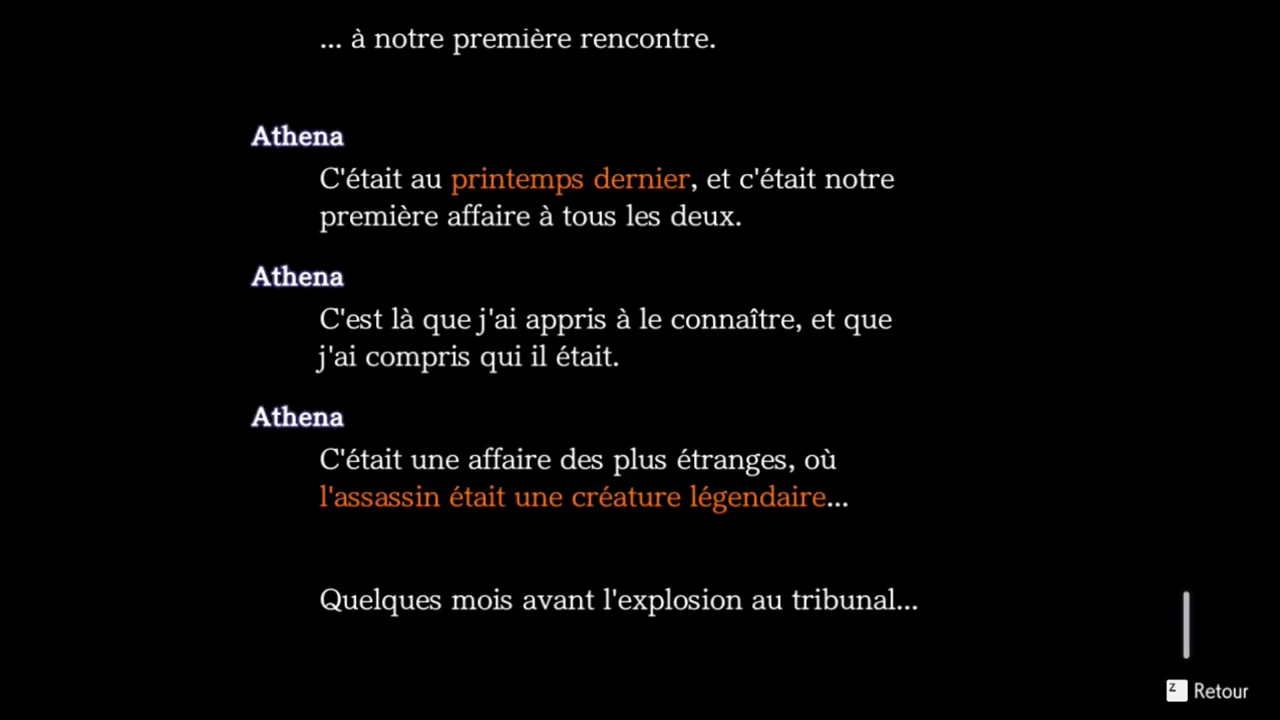 ... à notre première rencontre.
Athena
C'était au printemps dernier, et c'était notre
première affaire à tous les deux.
Athena
C'est là que j'ai appris à le connaître, et que
j'ai compris qui il était.
Athena
C'était une affaire des plus étranges, où
l'assassin était une créature légendaire...
Quelques mois avant l'explosion au tribunal...
Z Retour